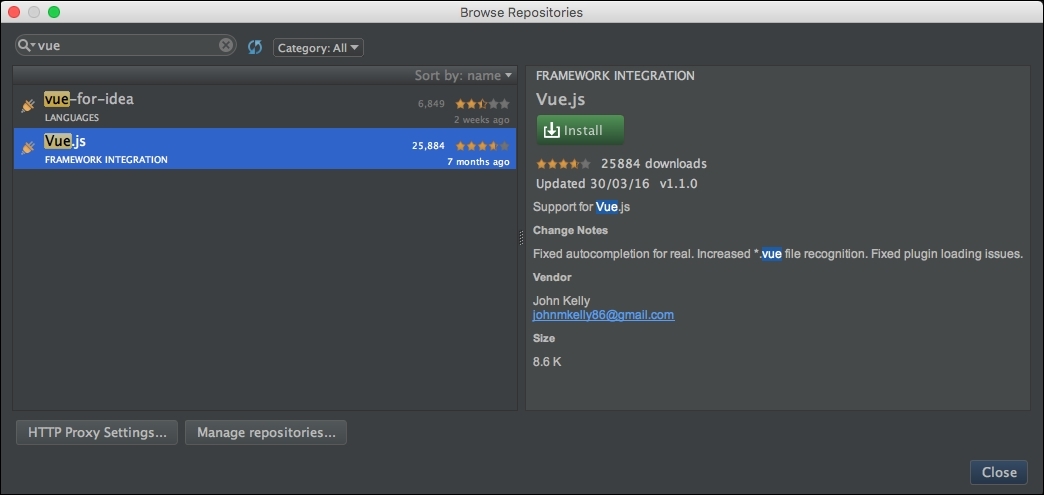 Browse Repositories
vue
Category: All
Sort by: name
vue-for-idea 6,849
LANGUAGES 2 weeks ago
Vue.js 25,884
FRAMEWORK INTEGRATION 7 months ago
FRAMEWORK INTEGRATION
Vue.js
Install
25884 downloads
Updated 30/03/16 v1.1.0
Support for Vue.js
Change Notes
Fixed autocompletion for real. Increased *.vue file recognition. Fixed plugin loading issues.
Vendor
John Kelly
johnmkelly86@gmail.com
Size
8.6 K
HTTP Proxy Settings... Manage repositories...
Close